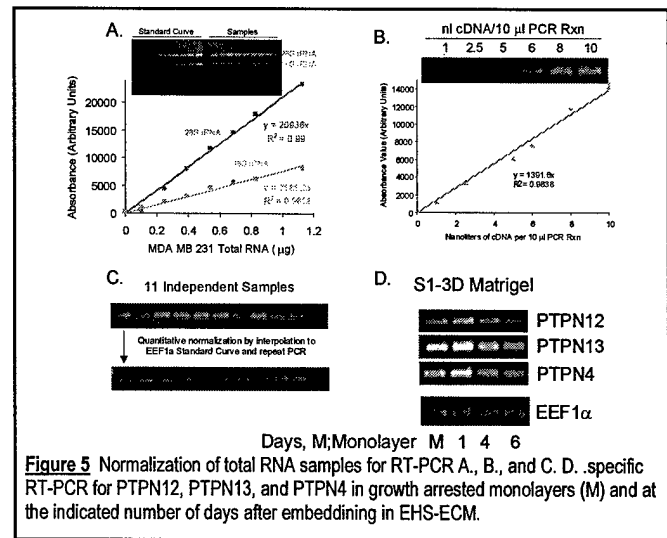 A.
Standard Curve Samples
28S rRNA
Absorbance (Arbitrary Units)
20000
15000
10000
5000
0
28S rRNA
y = 20936x
R² = 0.99
0 0.2 0.4 0.6 0.8 1 1.2
MDA MB 231 Total RNA (µg)
B.
nl cDNA/10 µl PCR Rxn
1 2.5 5 6 8 10
Absorbance Value (Arbitrary Units)
14000
12000
10000
8000
6000
4000
2000
0
y = 1391.6x
R2= 0.9836
0 2 4 6 8 10
Nanoliters of cDNA per 10 µl PCR Rxn
C.
11 Independent Samples
Quantitative normalization by interpolation to
EEF1a Standard Curve and repeat PCR
D.
S1-3D Matrigel
PTPN12
PTPN13
PTPN4
EEF1α
Days, M;Monolayer M 1 4 6
Figure 5 Normalization of total RNA samples for RT-PCR A., B., and C. D. .specific
RT-PCR for PTPN12, PTPN13, and PTPN4 in growth arrested monolayers (M) and at
the indicated number of days after embeddining in EHS-ECM.